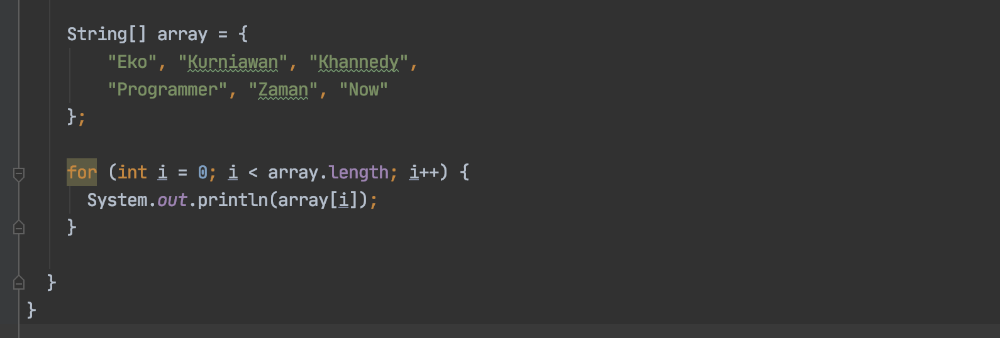 String[] array = {
"Eko", "Kurniawan", "Khannedy",
"Programmer", "Zaman", "Now"
};
for (int i = 0; i < array.length; i++) {
System.out.println(array[i]);
}
}
}